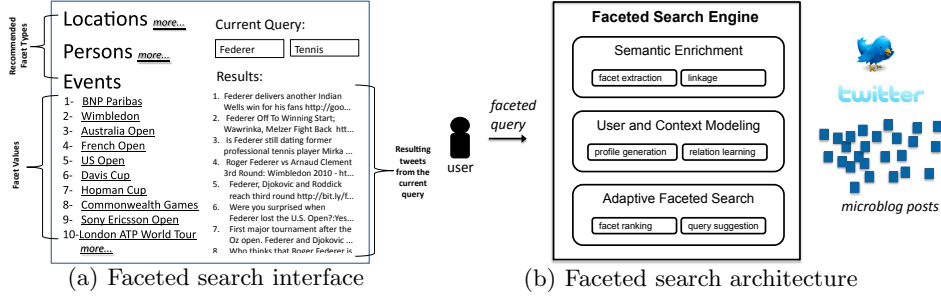 Recommended
Facet Types
Facet Values
Locations more...
Persons more...
Events
1- BNP Paribas
2- Wimbledon
3- Australia Open
4- French Open
5- US Open
6- Davis Cup
7- Hopman Cup
8- Commonwealth Games
9- Sony Ericsson Open
10-London ATP World Tour
more...
Current Query:
Federer Tennis
Results:
1. Federer delivers another Indian
Wells win for his fans http://goo...
2. Federer Off To Winning Start;
Wawrinka, Melzer Fight Back htt...
3. Is Federer still dating former
professional tennis player Mirka ...
4. Roger Federer vs Arnaud Clement
3rd Round: Wimbledon 2010 - ht...
5. Federer, Djokovic and Roddick
reach third round http://bit.ly/f...
6. Were you surprised when
Federer lost the U.S. Open?:Yes...
7. First major tournament after the
Oz open. Federer and Djokovic ...
8. Who thinks that Roger Federer is
Resulting
tweets
from the
current
query
(a) Faceted search interface
user
faceted
query
Faceted Search Engine
Semantic Enrichment
facet extraction linkage
User and Context Modeling
profile generation relation learning
Adaptive Faceted Search
facet ranking query suggestion
twitter
microblog posts
(b) Faceted search architecture